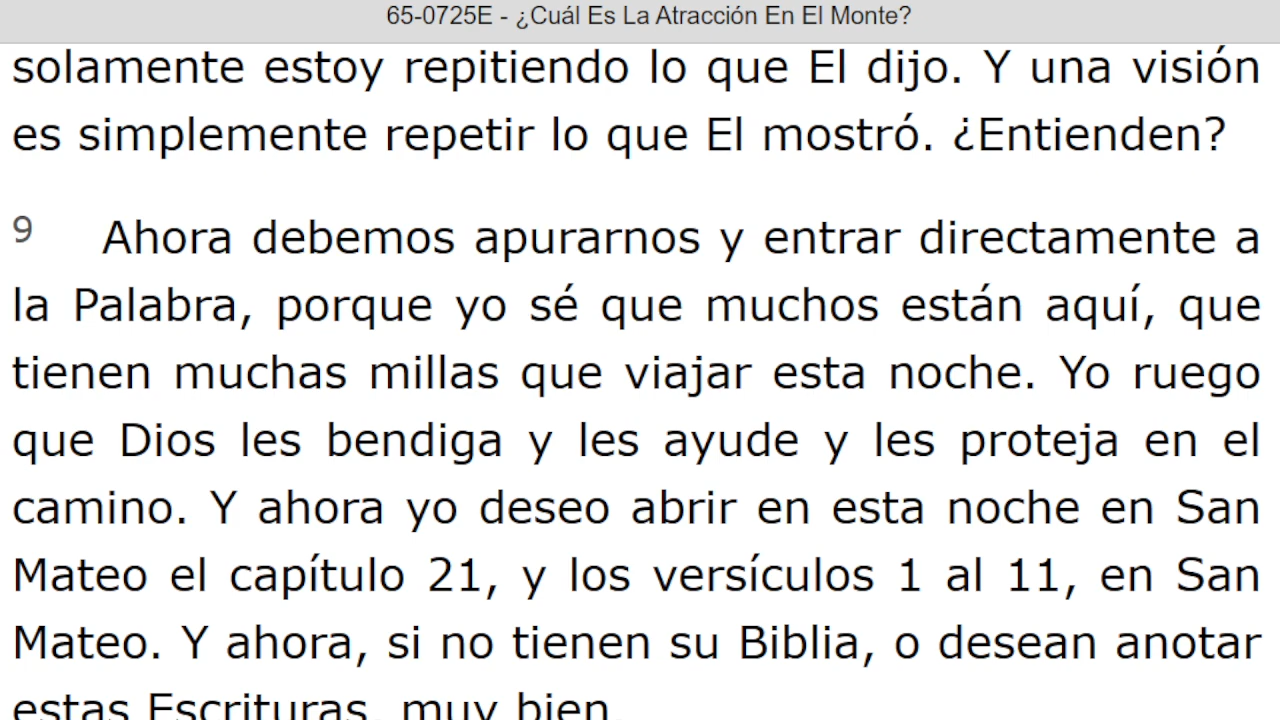 65-0725E - ¿Cuál Es La Atracción En El Monte?
solamente estoy repitiendo lo que El dijo. Y una visión
es simplemente repetir lo que El mostró. ¿Entienden?
9 Ahora debemos apurarnos y entrar directamente a
la Palabra, porque yo sé que muchos están aquí, que
tienen muchas millas que viajar esta noche. Yo ruego
que Dios les bendiga y les ayude y les proteja en el
camino. Y ahora yo deseo abrir en esta noche en San
Mateo el capítulo 21, y los versículos 1 al 11, en San
Mateo. Y ahora, si no tienen su Biblia, o desean anotar
estas Escrituras, muy bien.